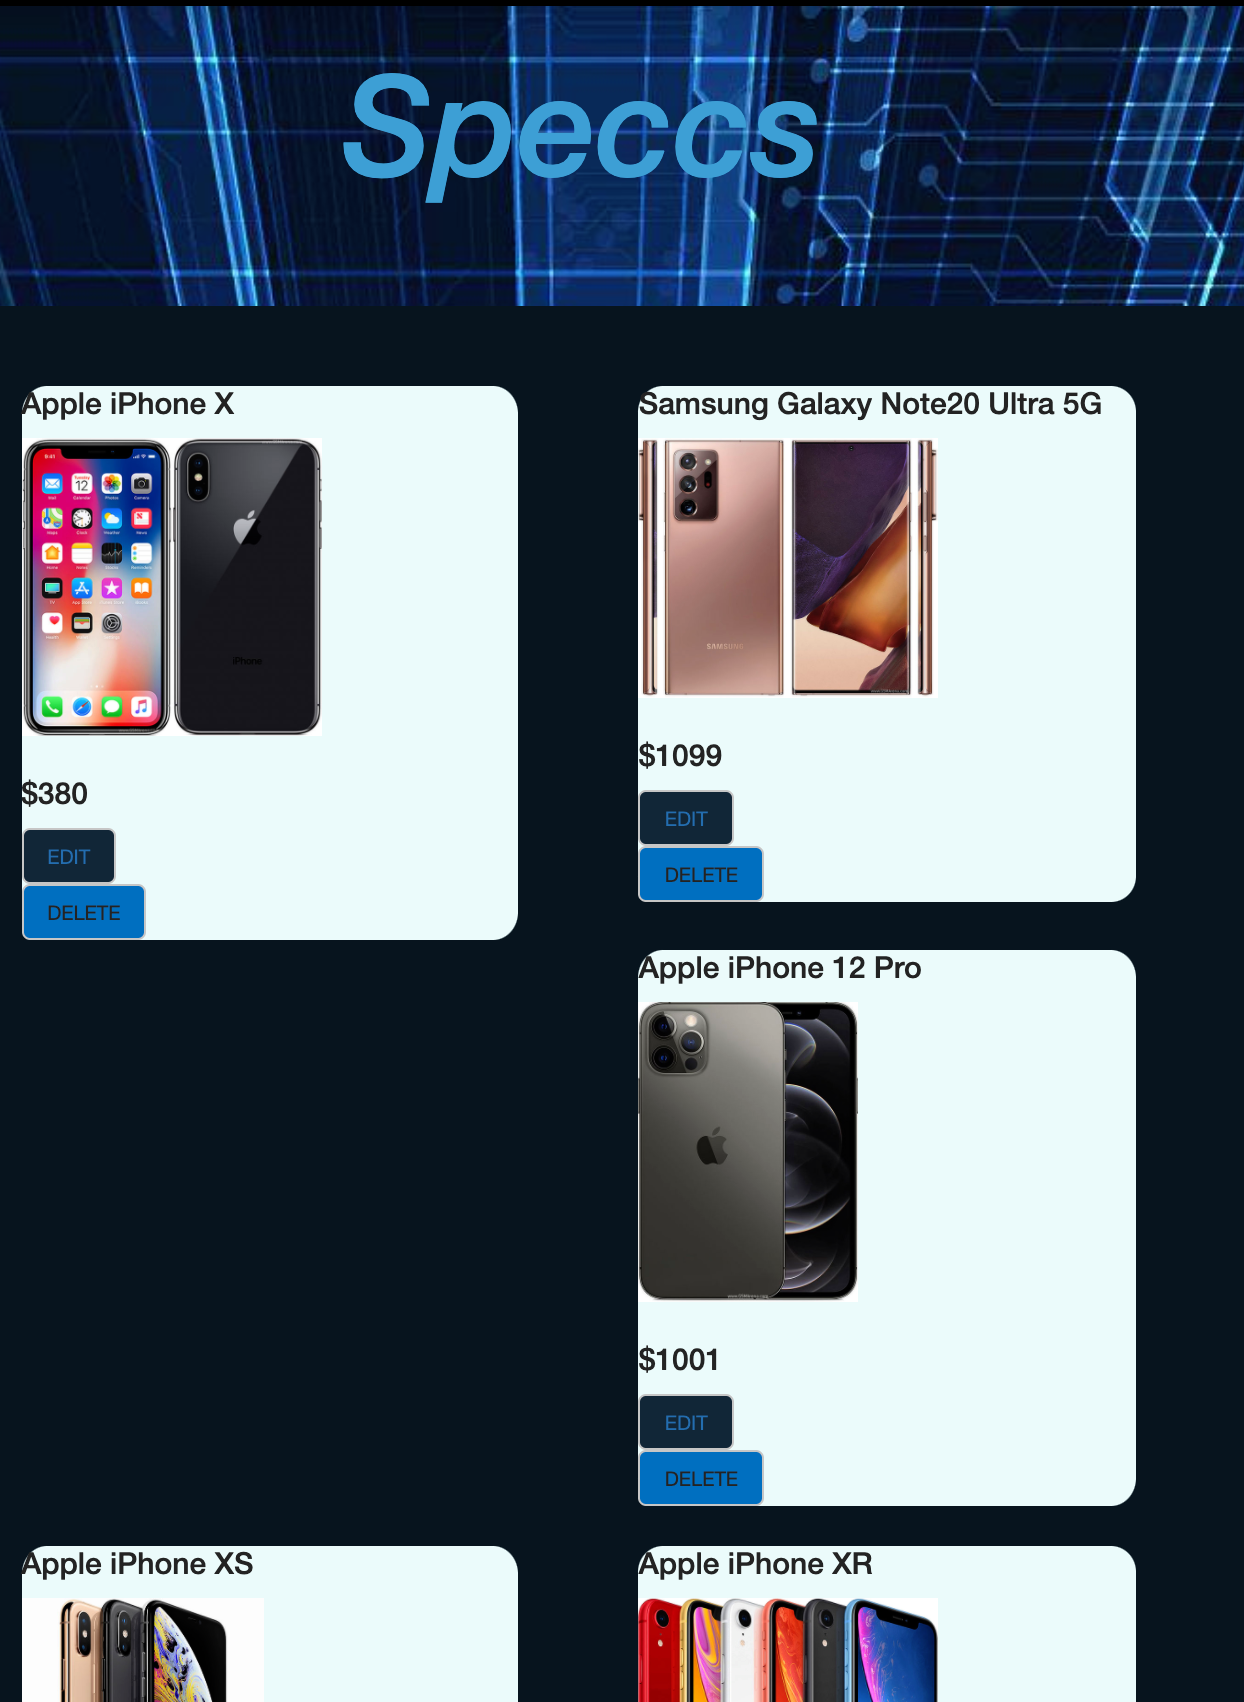 Speccs
Apple iPhone X
iPhone
$380
EDIT
DELETE
Samsung Galaxy Note20 Ultra 5G
SAMSUNG
$1099
EDIT
DELETE
Apple iPhone 12 Pro
$1001
EDIT
DELETE
Apple iPhone XS
Apple iPhone XR